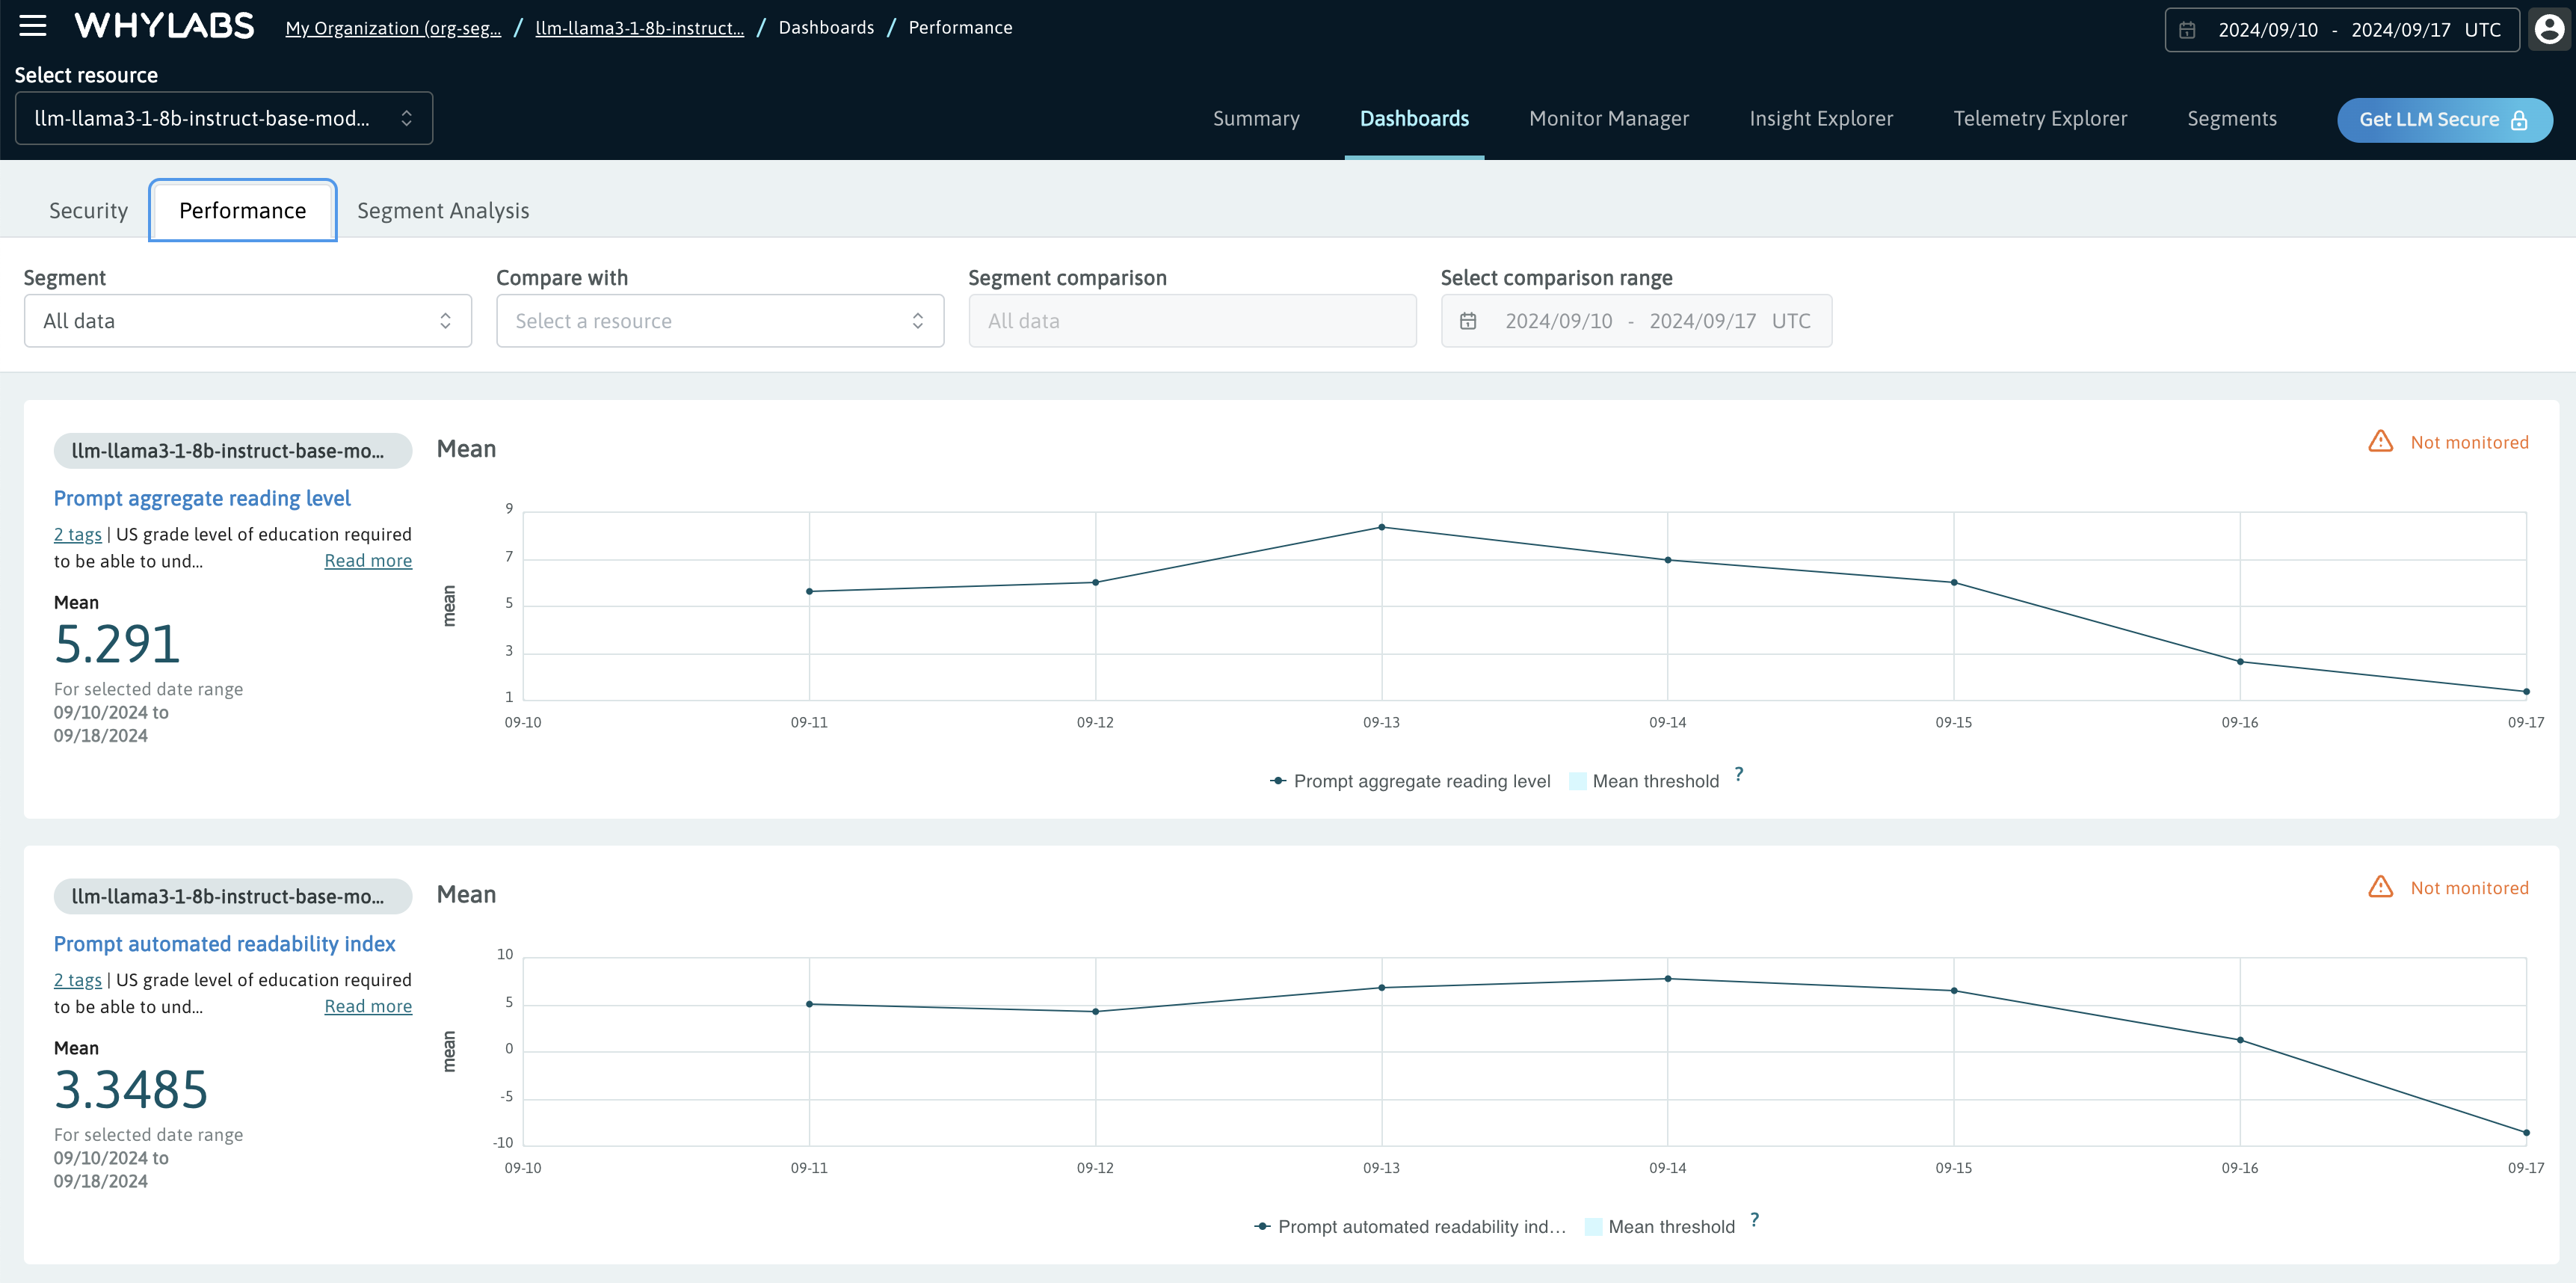 WHYLABS
My Organization (org-seg... / llm-llama3-1-8b-instruct... / Dashboards / Performance
2024/09/10 - 2024/09/17 UTC
Select resource
llm-llama3-1-8b-instruct-base-mod...
Summary
Dashboards
Monitor Manager
Insight Explorer
Telemetry Explorer
Segments
Get LLM Secure
Security
Performance
Segment Analysis
Segment
All data
Compare with
Select a resource
Segment comparison
All data
Select comparison range
2024/09/10 - 2024/09/17 UTC
llm-llama3-1-8b-instruct-base-mo...
Prompt aggregate reading level
2 tags | US grade level of education required
to be able to und... Read more
Mean
5.291
For selected date range
09/10/2024 to
09/18/2024
Mean
Not monitored
mean
9
7
5
3
1
09-10
09-11
09-12
09-13
09-14
09-15
09-16
09-17
Prompt aggregate reading level
Mean threshold ?
llm-llama3-1-8b-instruct-base-mo...
Prompt automated readability index
2 tags | US grade level of education required
to be able to und... Read more
Mean
3.3485
For selected date range
09/10/2024 to
09/18/2024
Mean
Not monitored
mean
10
5
0
-5
-10
09-10
09-11
09-12
09-13
09-14
09-15
09-16
09-17
Prompt automated readability ind...
Mean threshold ?